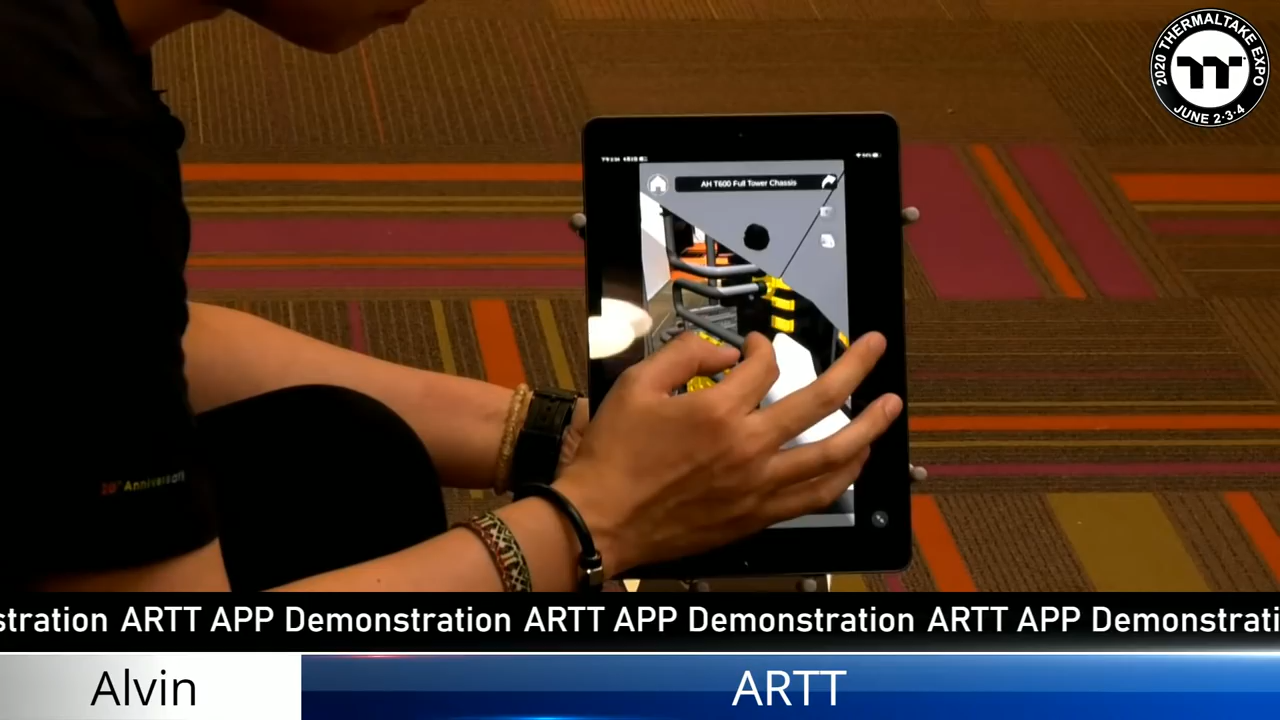 2020 THERMALTAKE EXPO
JUNE 2·3·4
AH T600 Full Tower Chassis
20th Anniversary
stration ARTT APP Demonstration ARTT APP Demonstration ARTT APP Demonstrati
Alvin
ARTT